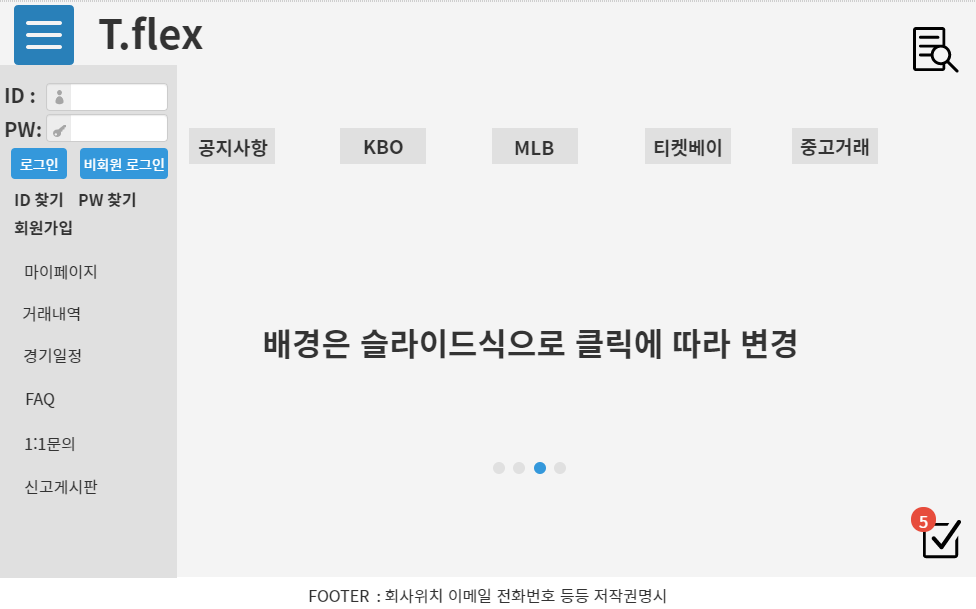 T.flex
ID :
PW:
로그인 비회원 로그인
ID 찾기 PW 찾기
회원가입
마이페이지
거래내역
경기일정
FAQ
1:1문의
신고게시판
공지사항 KBO MLB 티켓베이 중고거래
배경은 슬라이드식으로 클릭에 따라 변경
5
FOOTER : 회사위치 이메일 전화번호 등등 저작권명시